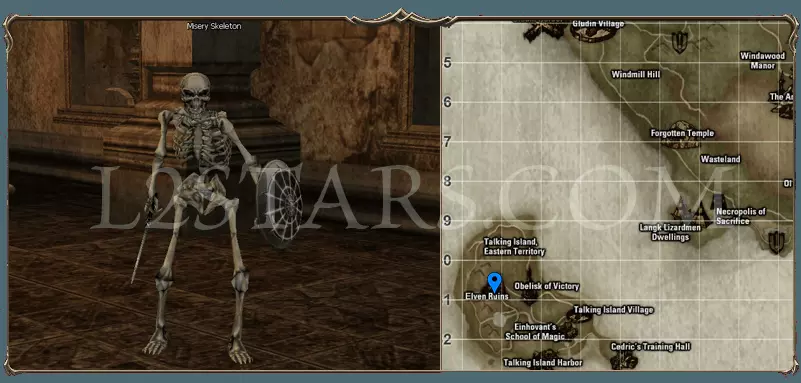 Misery Skeleton
L2STARS.COM
Gludin Village
5
Windawood
Manor
Windmill Hill
6
The A
7
Forgotten Temple
Wasteland
8
Necropolis of
Sacrifice
9
Langk Lizardmen
Dwellings
Talking Island,
Eastern Territory
0
Obelisk of Victory
Elven Ruins
1
Talking Island Village
Einhovant's
School of Magic
2
Cedric's Training Hall
Talking Island Harbor